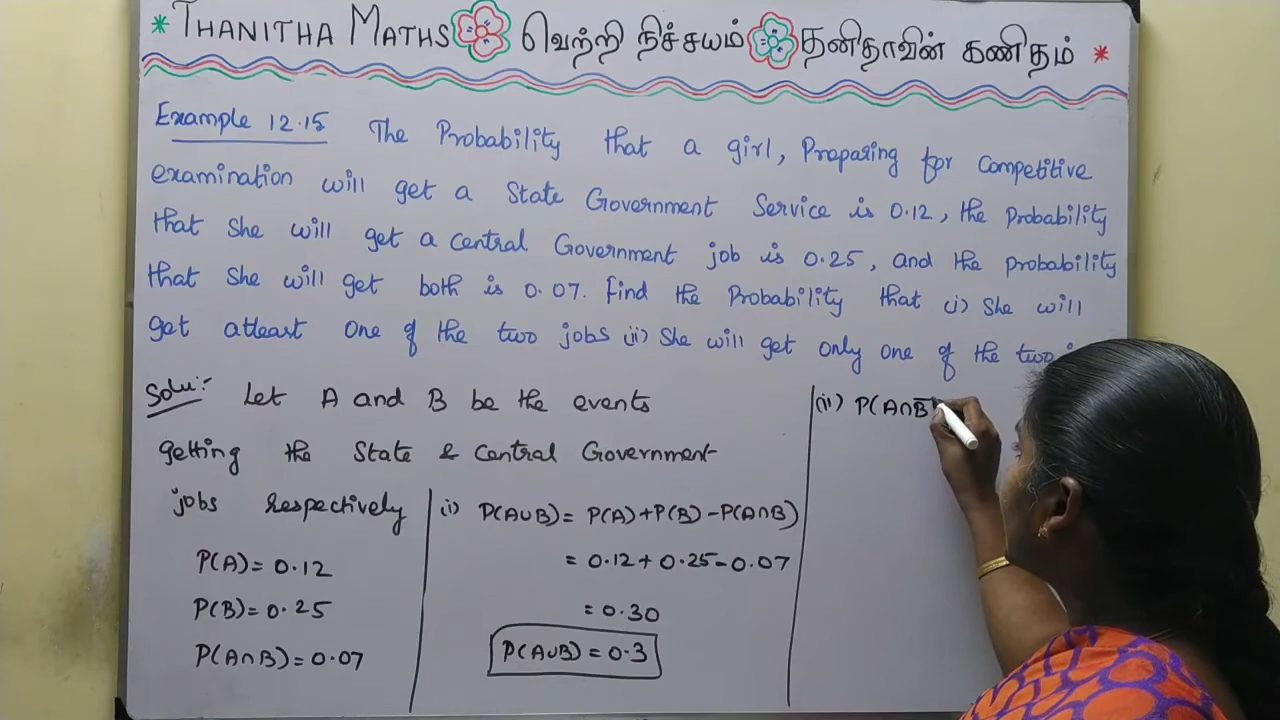 * THANITHA MATHS வெற்றி நிச்சயம் தனிதாவின் கணிதம் *
Example 12.15 The Probability that a girl, Preparing for Competitive
examination will get a State Government Service is 0.12, the Probability
that she will get a Central Government job is 0.25, and the probability
that she will get both is 0.07. Find the Probability that (i) She will
get atleast one of the two jobs (ii) She will get only one of the two
Solu:- Let A and B be the events
getting the State & Central Government
jobs respectively
P(A) = 0.12
P(B) = 0.25
P(A∩B) = 0.07
(i) P(A∪B) = P(A) + P(B) - P(A∩B)
= 0.12 + 0.25 - 0.07
= 0.30
P(A∪B) = 0.3
(ii) P(A∩B̅